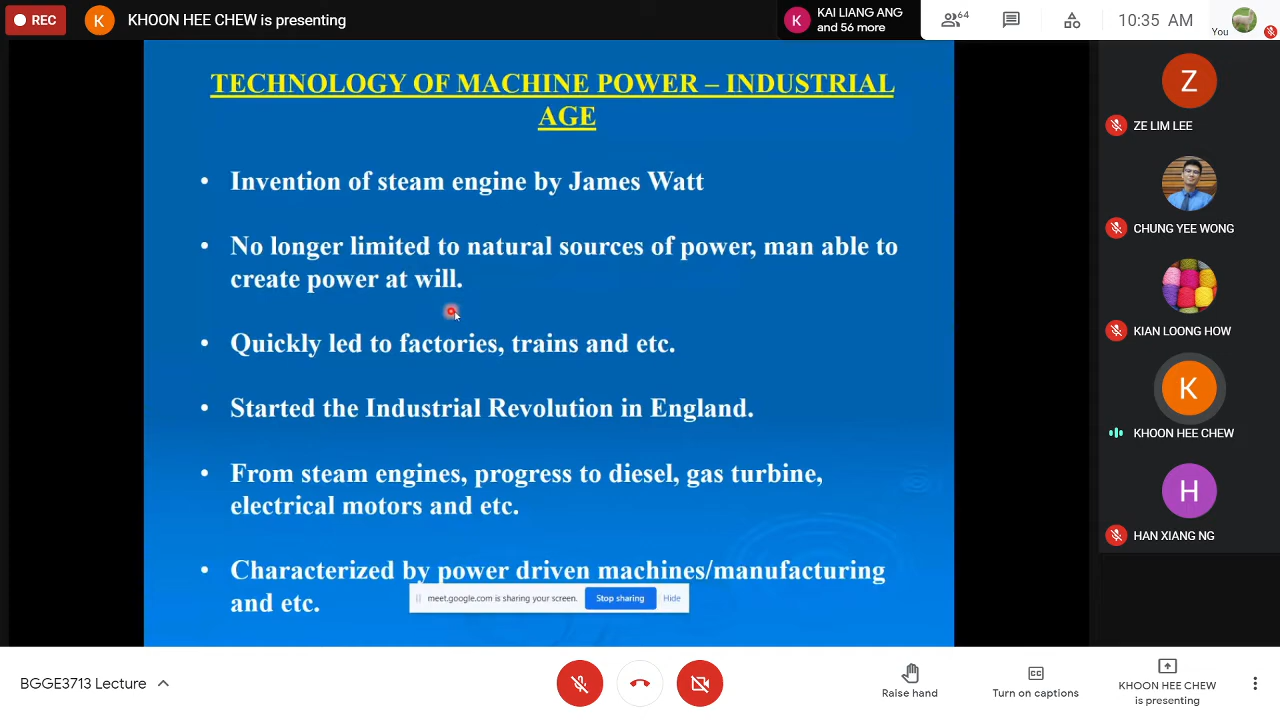 REC
K
KHOON HEE CHEW is presenting
K
KAI LIANG ANG
and 56 more
64
10:35 AM
You
TECHNOLOGY OF MACHINE POWER – INDUSTRIAL
AGE
• Invention of steam engine by James Watt
• No longer limited to natural sources of power, man able to
create power at will.
• Quickly led to factories, trains and etc.
• Started the Industrial Revolution in England.
• From steam engines, progress to diesel, gas turbine,
electrical motors and etc.
• Characterized by power driven machines/manufacturing
and etc.
meet.google.com is sharing your screen.
Stop sharing
Hide
Z
ZE LIM LEE
CHUNG YEE WONG
KIAN LOONG HOW
K
KHOON HEE CHEW
H
HAN XIANG NG
BGGE3713 Lecture
Raise hand
CC
Turn on captions
KHOON HEE CHEW
is presenting